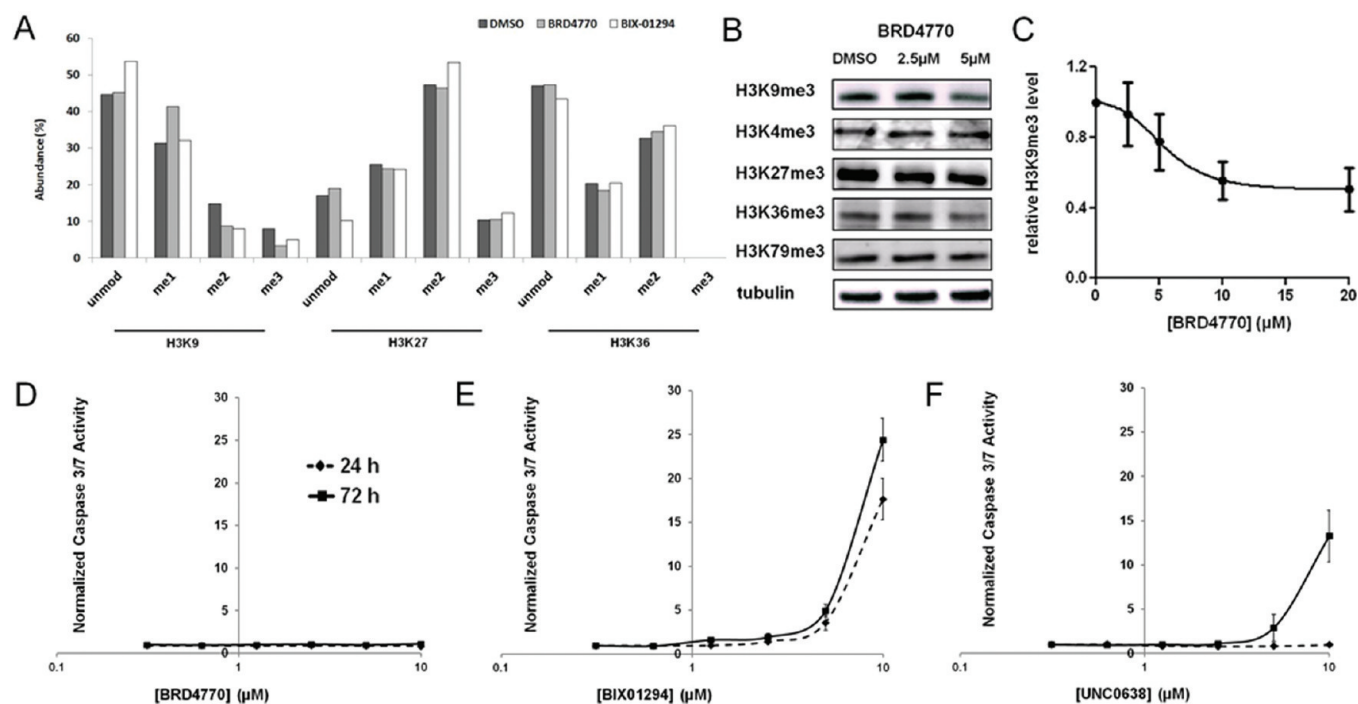 A
DMSO BRD4770 BIX-01294
Abundance(%)
60
50
40
30
20
10
0
unmod me1 me2 me3 unmod me1 me2 me3 unmod me1 me2 me3
H3K9 H3K27 H3K36
B
BRD4770
DMSO 2.5μM 5μM
H3K9me3
H3K4me3
H3K27me3
H3K36me3
H3K79me3
tubulin
C
relative H3K9me3 level
1.2
0.8
0.4
0.0
0 5 10 15 20
[BRD4770] (μM)
D
Normalized Caspase 3/7 Activity
30
25
20
15
10
5
24 h
72 h
0.1 1 10
[BRD4770] (μM)
E
Normalized Caspase 3/7 Activity
30
25
20
15
10
5
0.1 1 10
[BIX01294] (μM)
F
Normalized Caspase 3/7 Activity
30
25
20
15
10
5
0.1 1 10
[UNC0638] (μM)